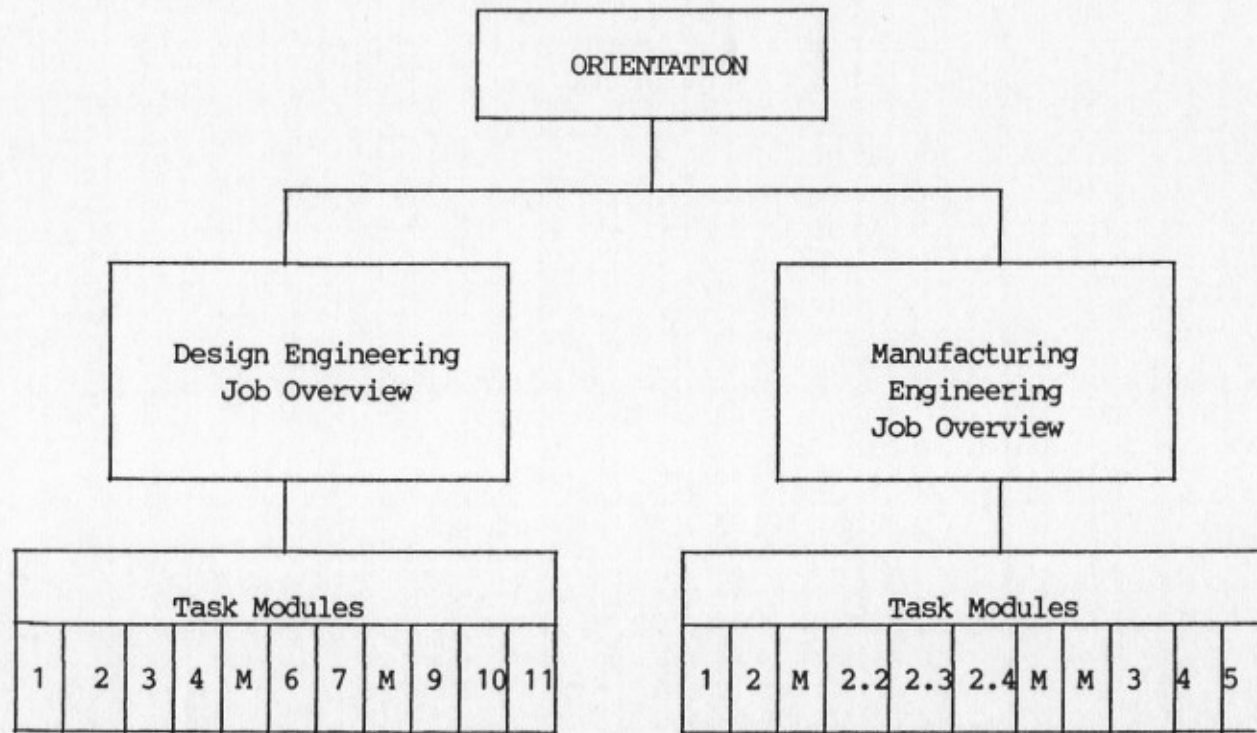 ORIENTATION
Design Engineering
Job Overview
Manufacturing
Engineering
Job Overview
Task Modules
1 2 3 4 M 6 7 M 9 10 11
Task Modules
1 2 M 2.2 2.3 2.4 M M 3 4 5